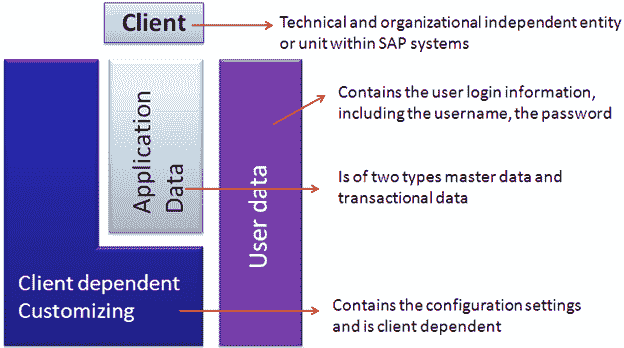 Client
Technical and organizational independent entity
or unit within SAP systems
Contains the user login information,
including the username, the password
Application
Data
Is of two types master data and
transactional data
User data
Client dependent
Customizing
Contains the configuration settings
and is client dependent